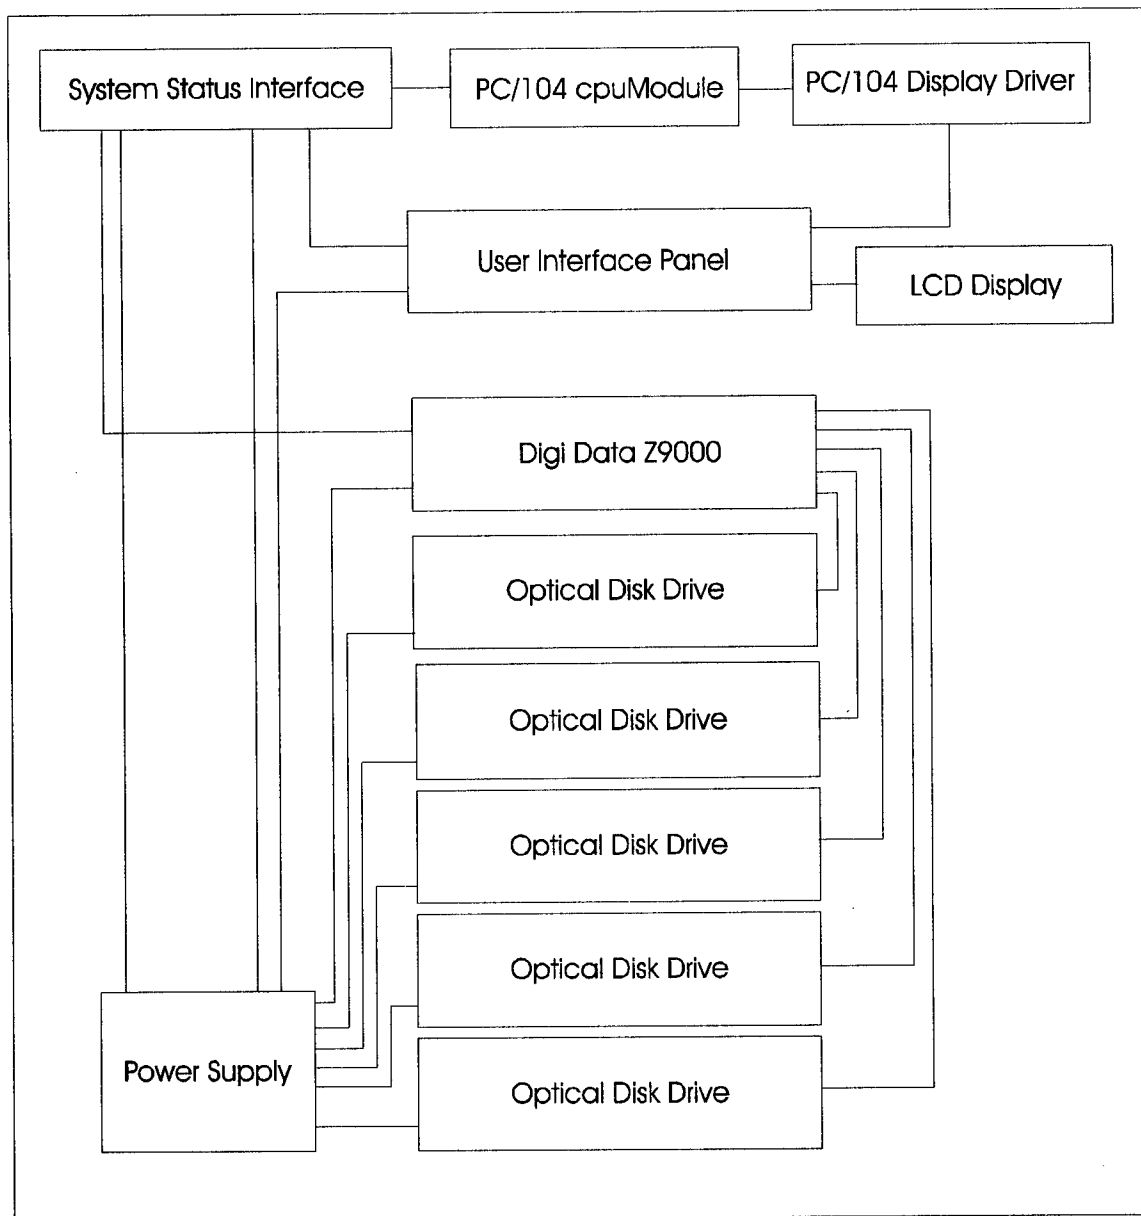 System Status Interface
PC/104 cpuModule
PC/104 Display Driver
User Interface Panel
LCD Display
Digi Data Z9000
Optical Disk Drive
Optical Disk Drive
Optical Disk Drive
Optical Disk Drive
Power Supply
Optical Disk Drive